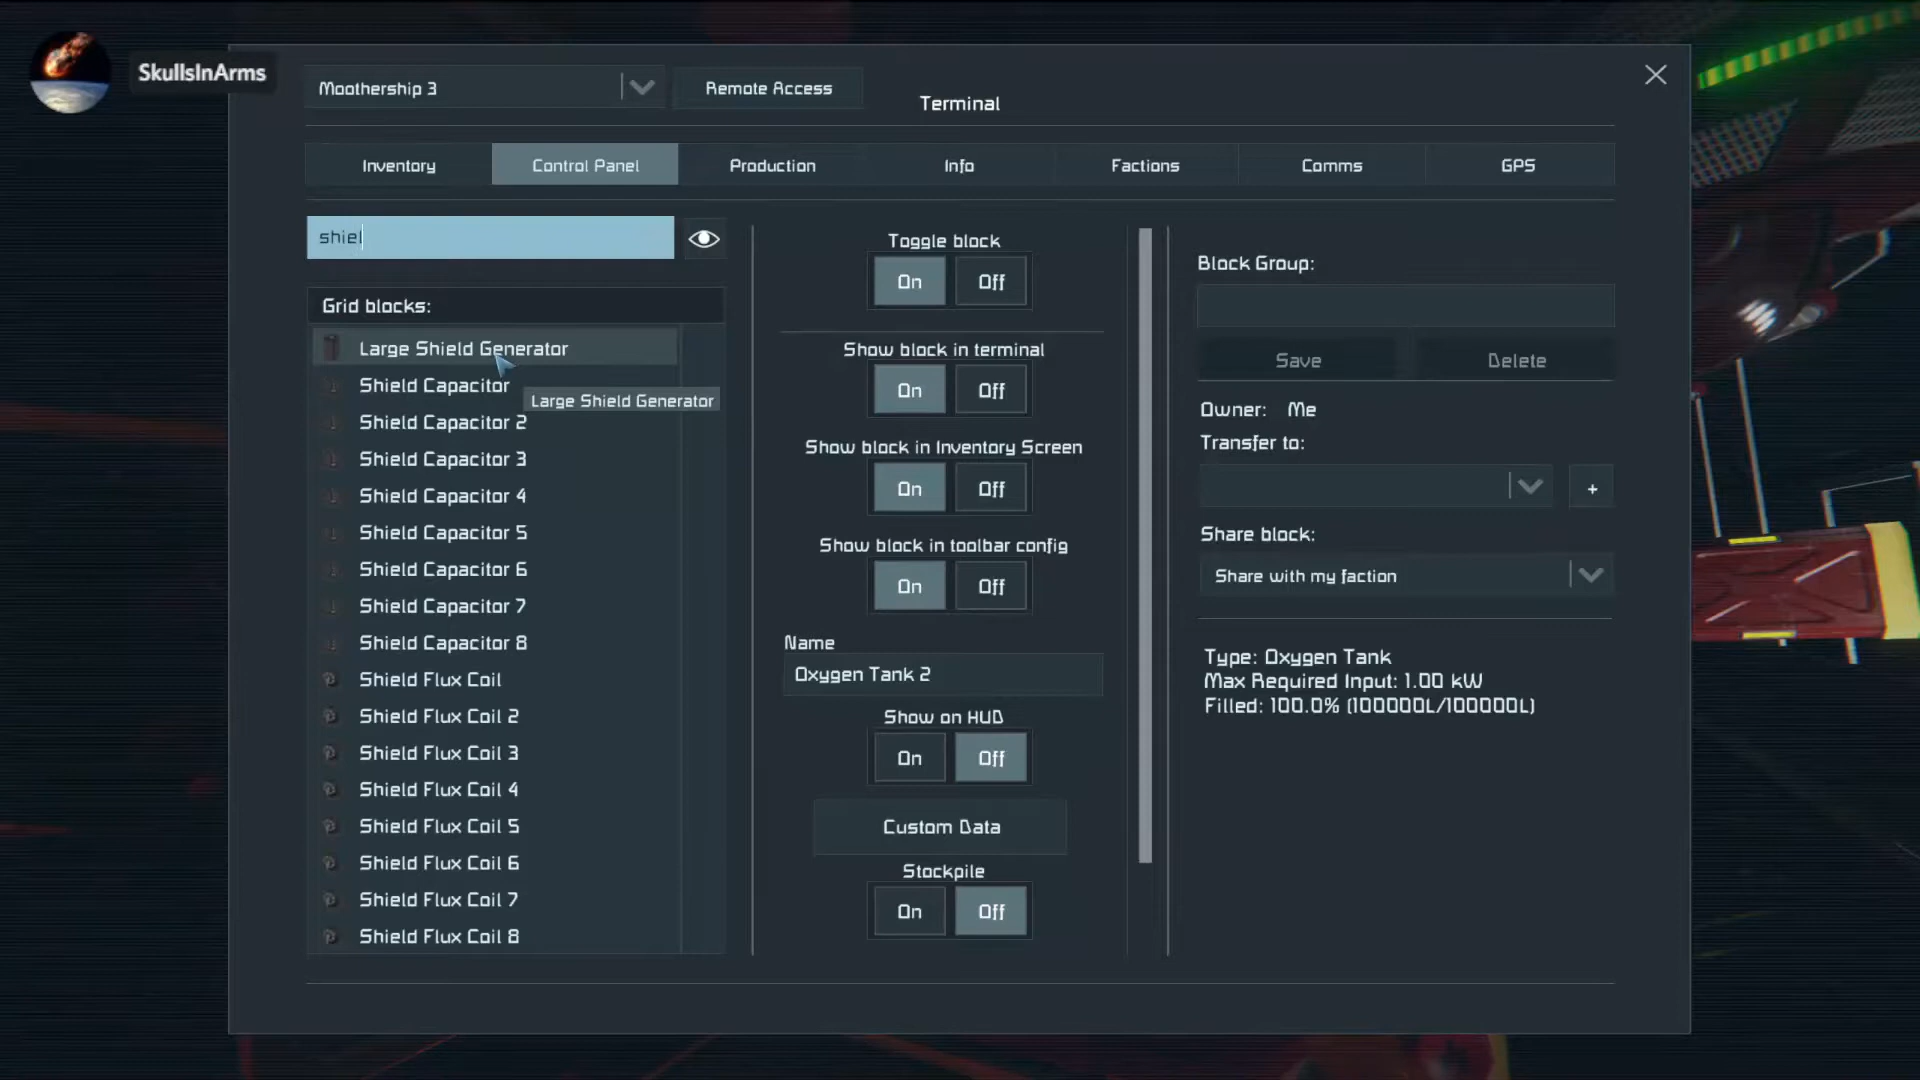 SkullsInArms
Moothership 3
Remote Access
Terminal
Inventory
Control Panel
Production
Info
Factions
Comms
GPS
shiel
Grid blocks:
Large Shield Generator
Shield Capacitor
Large Shield Generator
Shield Capacitor 2
Shield Capacitor 3
Shield Capacitor 4
Shield Capacitor 5
Shield Capacitor 6
Shield Capacitor 7
Shield Capacitor 8
Shield Flux Coil
Shield Flux Coil 2
Shield Flux Coil 3
Shield Flux Coil 4
Shield Flux Coil 5
Shield Flux Coil 6
Shield Flux Coil 7
Shield Flux Coil 8
Toggle block
On Off
Show block in terminal
On Off
Show block in Inventory Screen
On Off
Show block in toolbar config
On Off
Name
Oxygen Tank 2
Show on HUD
On Off
Custom Data
Stockpile
On Off
Block Group:
Save Delete
Owner: Me
Transfer to:
+
Share block:
Share with my faction
Type: Oxygen Tank
Max Required Input: 1.00 kW
Filled: 100.0% (100000L/100000L)